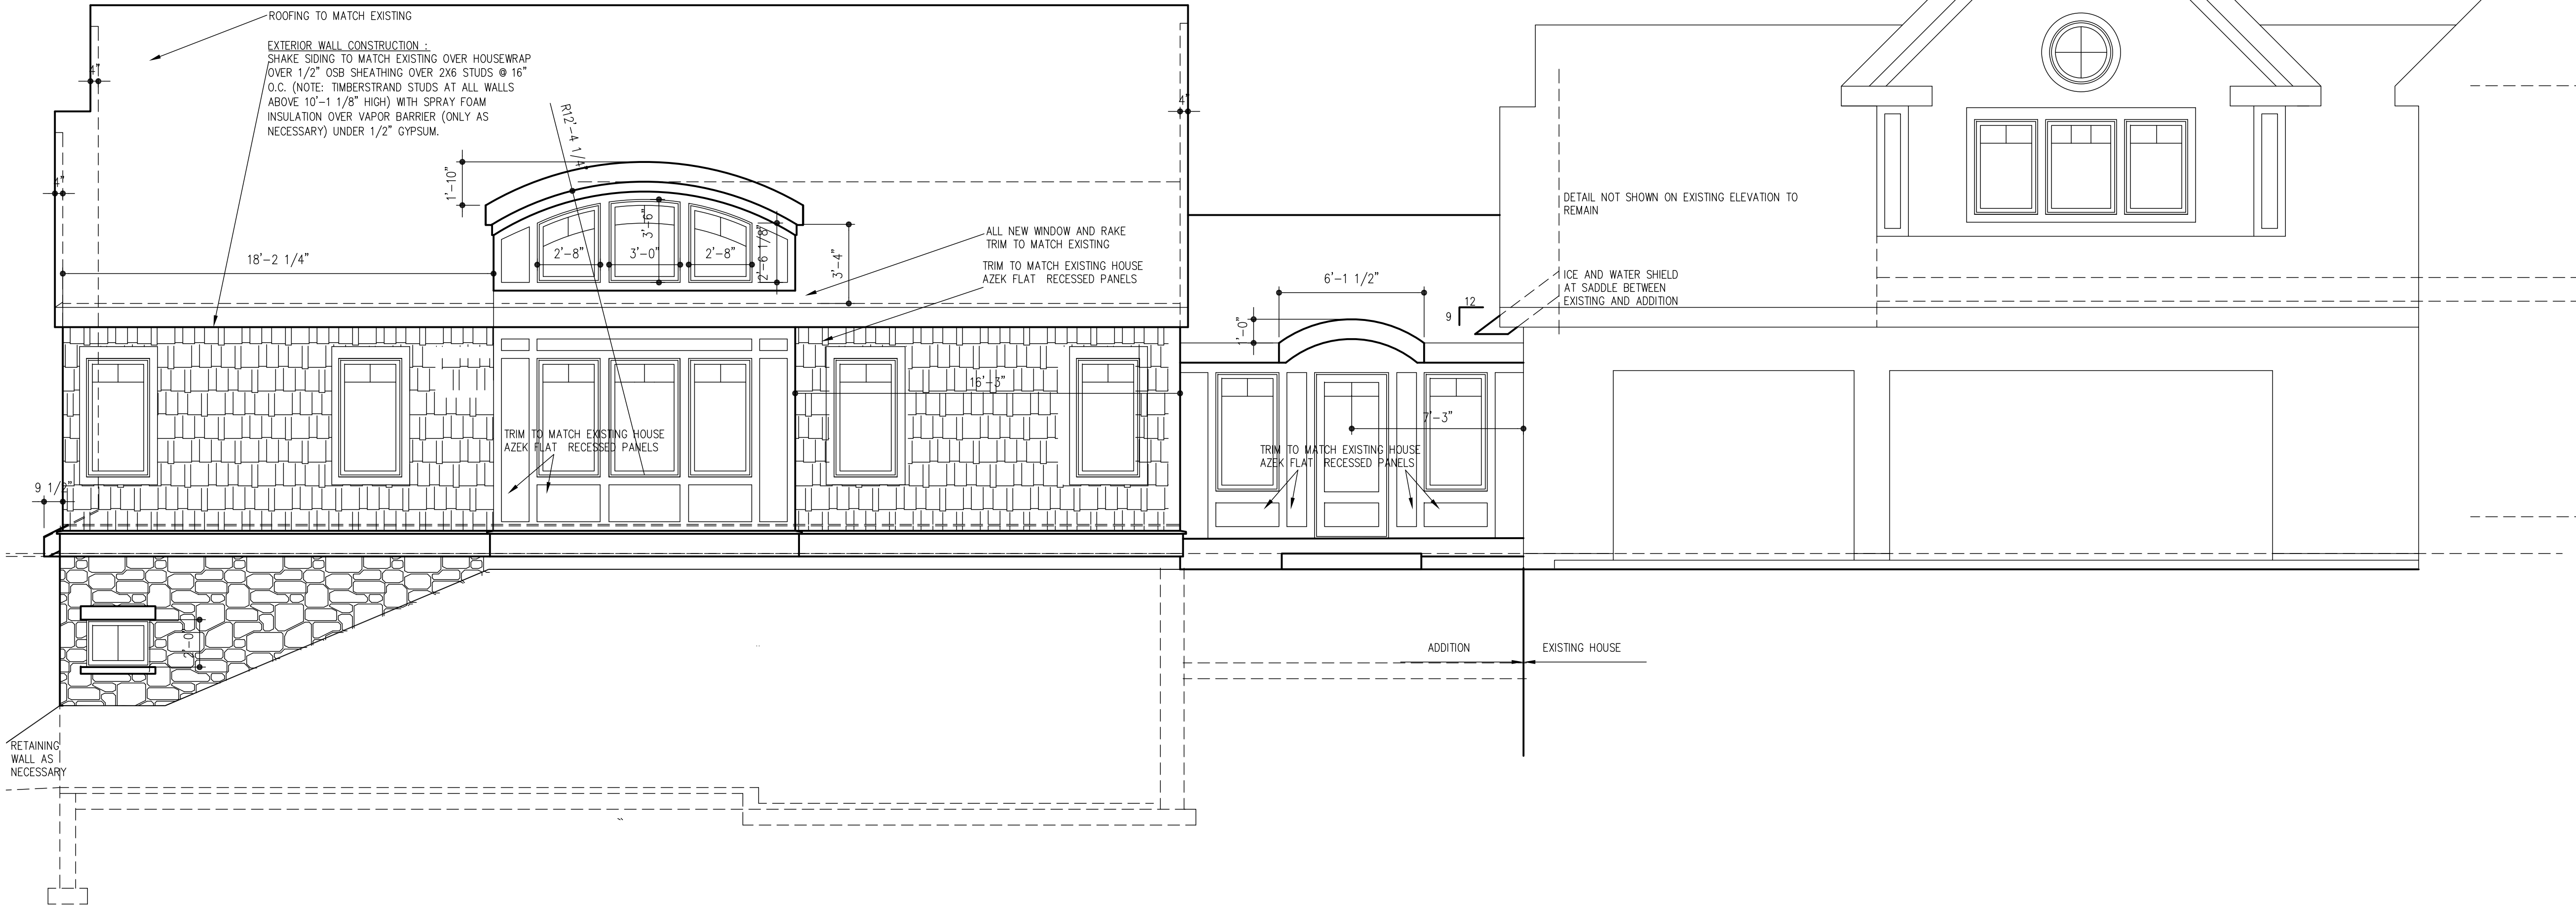 ROOFING TO MATCH EXISTING
EXTERIOR WALL CONSTRUCTION :
SHAKE SIDING TO MATCH EXISTING OVER HOUSEWRAP
OVER 1/2" OSB SHEATHING OVER 2X6 STUDS @ 16"
O.C. (NOTE: TIMBERSTRAND STUDS AT ALL WALLS
ABOVE 10'-1 1/8" HIGH) WITH SPRAY FOAM
INSULATION OVER VAPOR BARRIER (ONLY AS
NECESSARY) UNDER 1/2" GYPSUM.
4"
4"
4"
R12'-4 1/4"
1'-10"
3'-6"
2'-8"
3'-0"
2'-8"
2'-6 1/8"
3'-4"
18'-2 1/4"
ALL NEW WINDOW AND RAKE
TRIM TO MATCH EXISTING
TRIM TO MATCH EXISTING HOUSE
AZEK FLAT RECESSED PANELS
DETAIL NOT SHOWN ON EXISTING ELEVATION TO
REMAIN
ICE AND WATER SHIELD
AT SADDLE BETWEEN
EXISTING AND ADDITION
6'-1 1/2"
12
9
1'-0"
16'-3"
7'-3"
TRIM TO MATCH EXISTING HOUSE
AZEK FLAT RECESSED PANELS
TRIM TO MATCH EXISTING HOUSE
AZEK FLAT RECESSED PANELS
9 1/2"
2'-0"
ADDITION
EXISTING HOUSE
RETAINING
WALL AS
NECESSARY